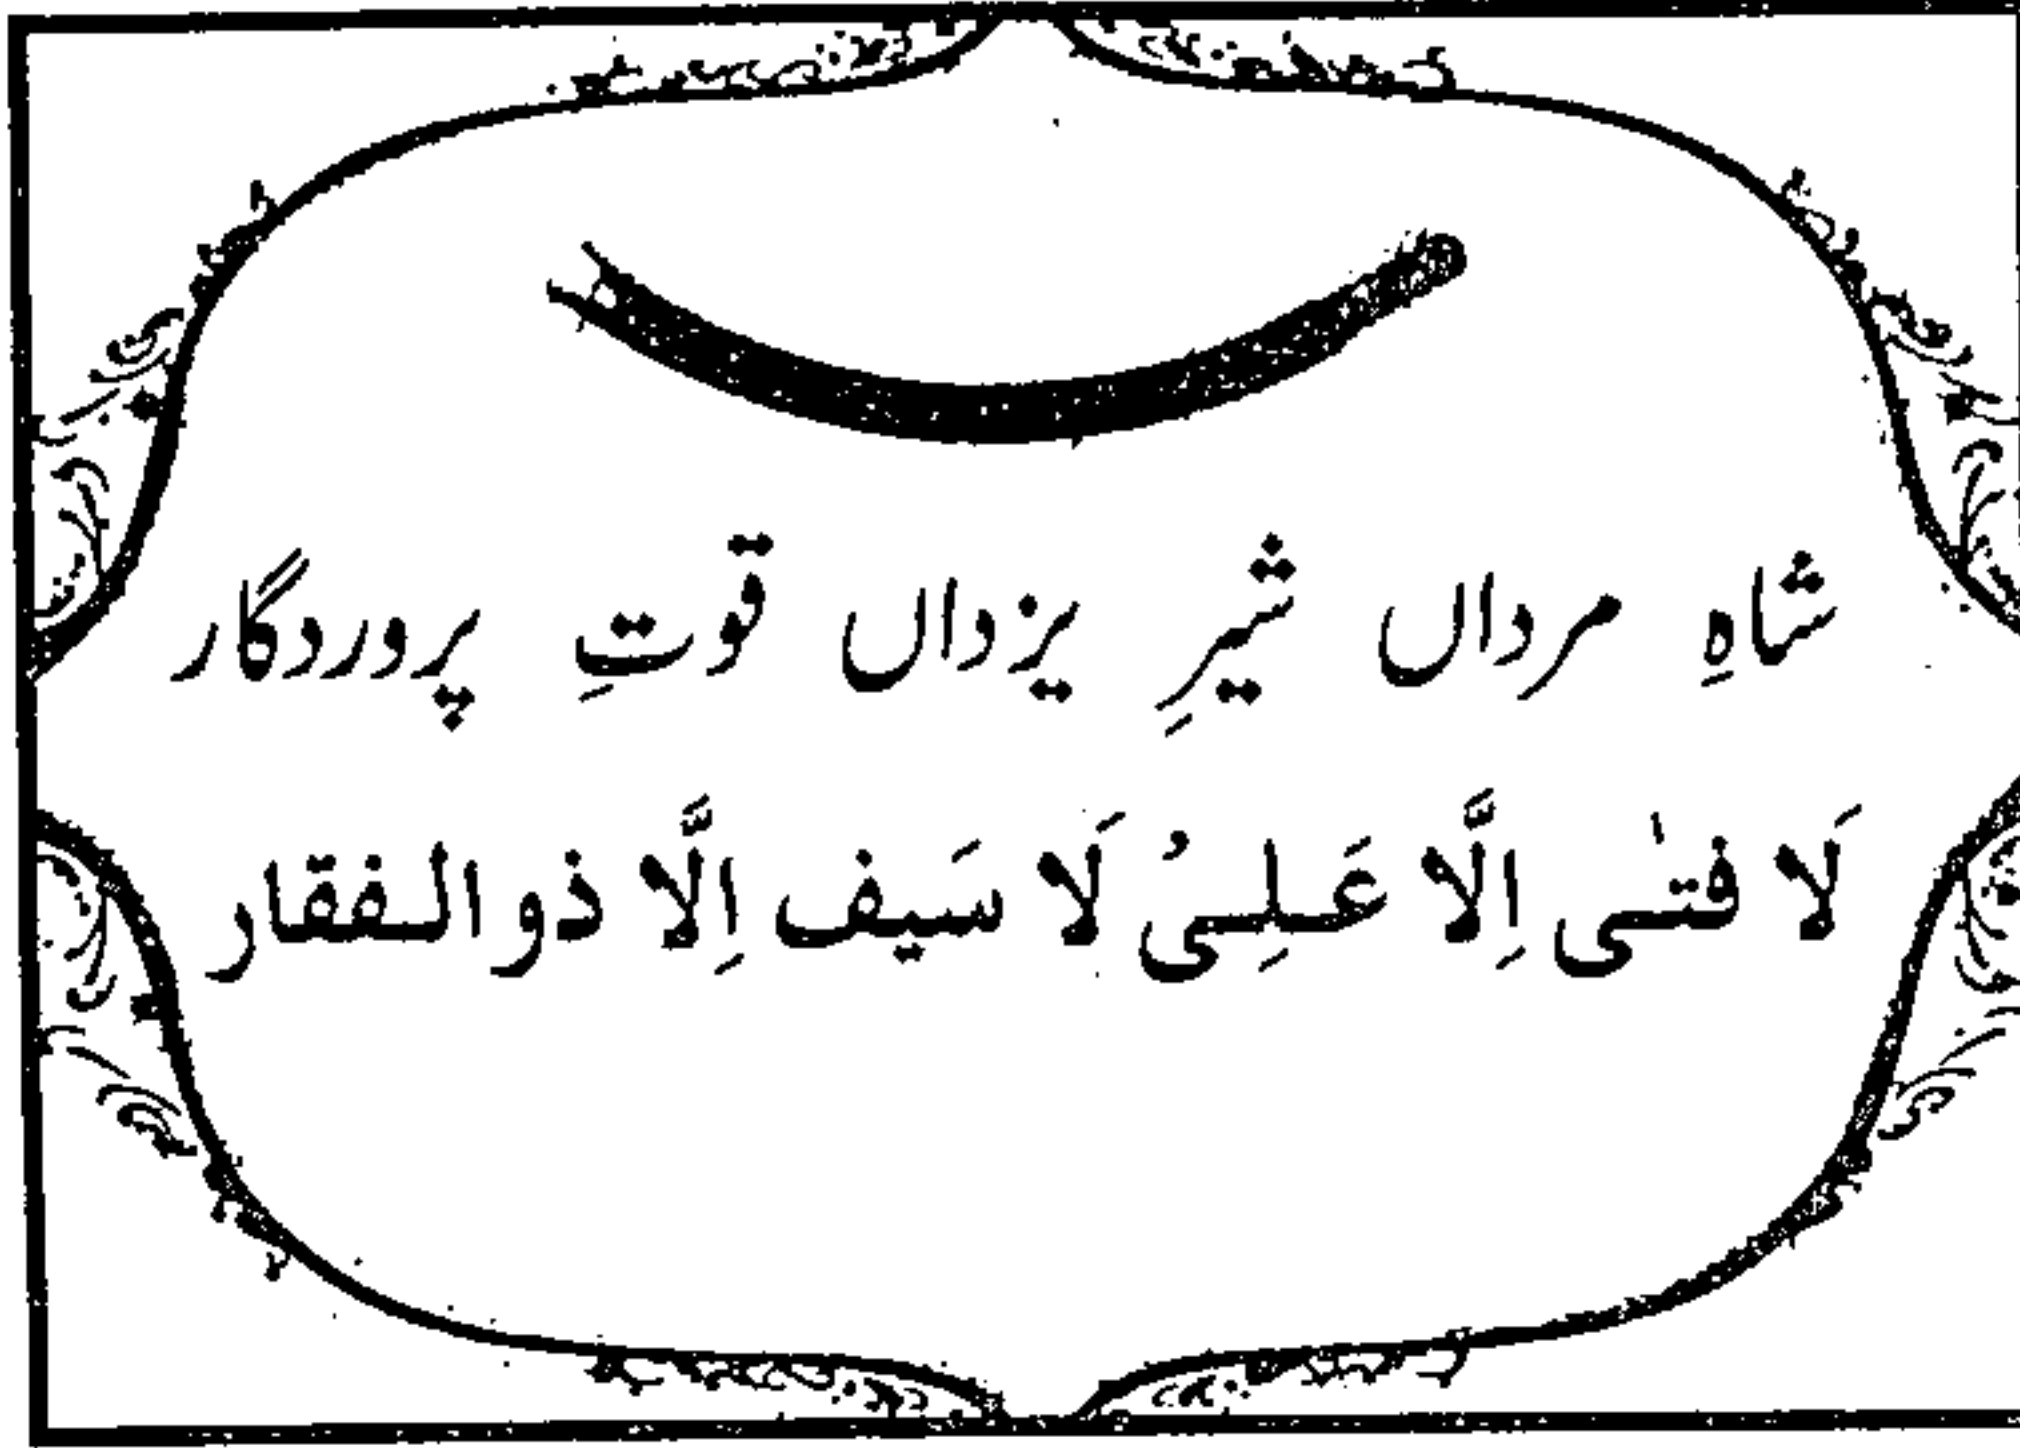 شاہِ مرداں شیرِ یزداں قوتِ پروردگار
لَا فتٰی اِلَّا عَلِیُ لَا سَیف اِلَّا ذوالفقار